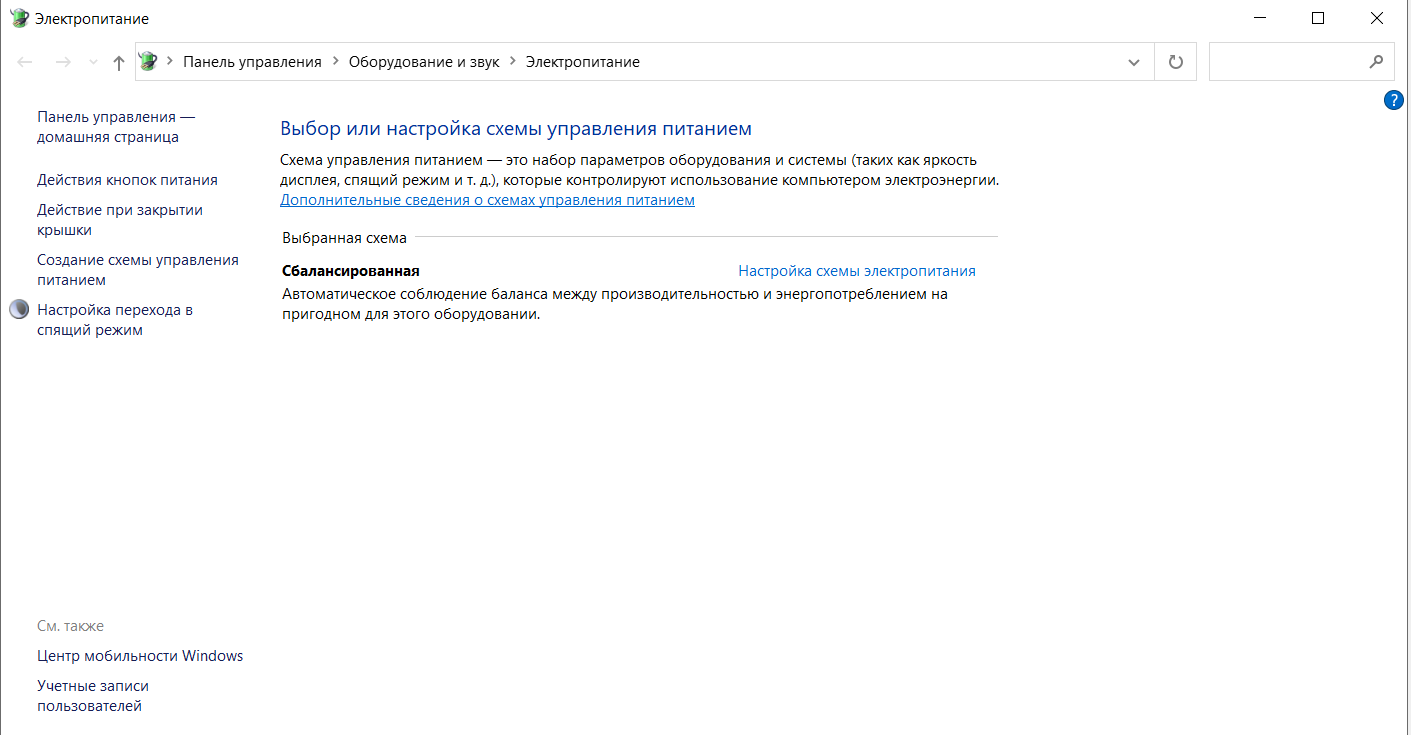 Электропитание
Панель управления
Оборудование и звук
Электропитание
?
Панель управления —
домашняя страница
Действия кнопок питания
Действие при закрытии
крышки
Создание схемы управления
питанием
Настройка перехода в
спящий режим
Выбор или настройка схемы управления питанием
Схема управления питанием — это набор параметров оборудования и системы (таких как яркость
дисплея, спящий режим и т. д.), которые контролируют использование компьютером электроэнергии.
Дополнительные сведения о схемах управления питанием
Выбранная схема
Сбалансированная
Настройка схемы электропитания
Автоматическое соблюдение баланса между производительностью и энергопотреблением на
пригодном для этого оборудовании.
См. также
Центр мобильности Windows
Учетные записи
пользователей